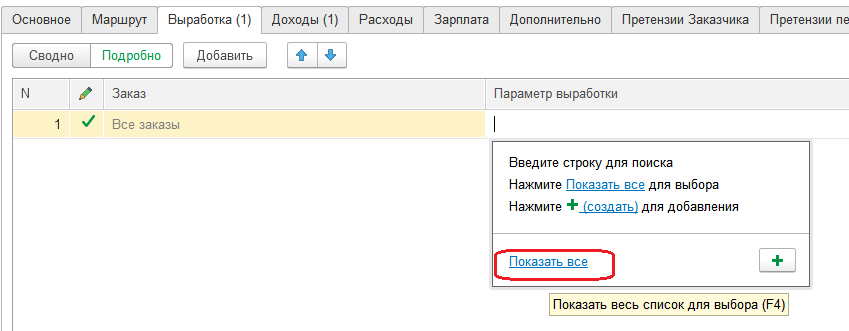 Основное Маршрут Выработка (1) Доходы (1) Расходы Зарплата Дополнительно Претензии Заказчика Претензии пе
Сводно Подробно Добавить
N Заказ Параметр выработки
1 Все заказы
Введите строку для поиска
Нажмите Показать все для выбора
Нажмите + (создать) для добавления
Показать все +
Показать весь список для выбора (F4)